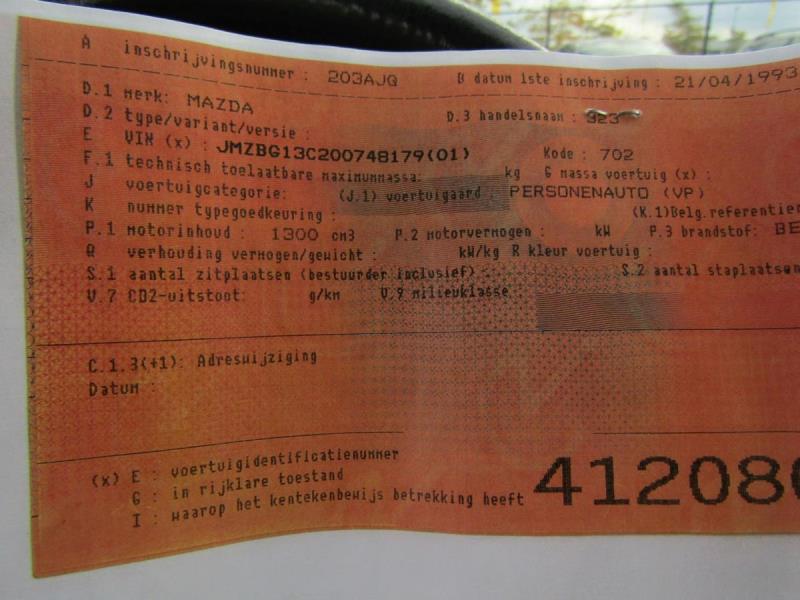 A inschrijvingsnummer : 203AJQ B datum 1ste inschrijving : 21/04/1993
D.1 merk: MAZDA D.3 handelsnaam : 323
D.2 type/variant/versie :
E VIN (x) : JMZBG13C200748179(01) Kode : 702
F.1 technisch toelaatbare maximummassa: kg G massa voertuig (x) :
J voertuigcategorie: (J.1) voertuigaard PERSONENAUTO (VP)
K nummer typegoedkeuring : (K.1)Belg.referentien
P.1 motorinhoud : 1300 cm3 P.2 motorvermogen : kW P.3 brandstof: BE
Q verhouding vermogen/gewicht : kW/kg R kleur voertuig :
S.1 aantal zitplaatsen (bestuurder inclusief) S.2 aantal staplaatsen
V.7 CO2-uitstoot: g/km V.9 milieuklasse
C.1.3(+1): Adreswijziging
Datum :
(x) E : voertuigidentificatienummer
G : in rijklare toestand
I : waarop het kentekenbewijs betrekking heeft
41208